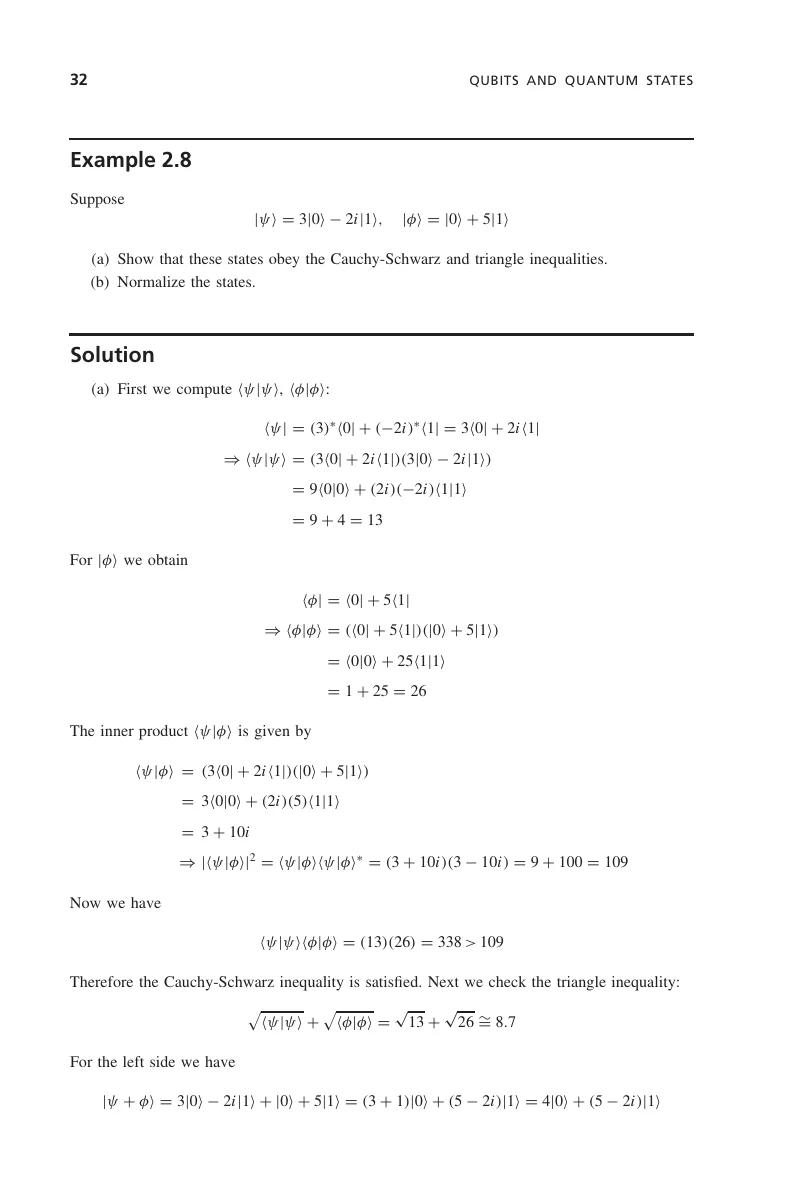 32 QUBITS AND QUANTUM STATES
Example 2.8
Suppose
|ψ⟩ = 3|0⟩ − 2i|1⟩, |ϕ⟩ = |0⟩ + 5|1⟩
(a) Show that these states obey the Cauchy-Schwarz and triangle inequalities.
(b) Normalize the states.
Solution
(a) First we compute ⟨ψ|ψ⟩, ⟨ϕ|ϕ⟩:
⟨ψ| = (3)*⟨0| + (−2i)*⟨1| = 3⟨0| + 2i⟨1|
⇒ ⟨ψ|ψ⟩ = (3⟨0| + 2i⟨1|)(3|0⟩ − 2i|1⟩)
= 9⟨0|0⟩ + (2i)(−2i)⟨1|1⟩
= 9 + 4 = 13
For |ϕ⟩ we obtain
⟨ϕ| = ⟨0| + 5⟨1|
⇒ ⟨ϕ|ϕ⟩ = (⟨0| + 5⟨1|)(|0⟩ + 5|1⟩)
= ⟨0|0⟩ + 25⟨1|1⟩
= 1 + 25 = 26
The inner product ⟨ψ|ϕ⟩ is given by
⟨ψ|ϕ⟩ = (3⟨0| + 2i⟨1|)(|0⟩ + 5|1⟩)
= 3⟨0|0⟩ + (2i)(5)⟨1|1⟩
= 3 + 10i
⇒ |⟨ψ|ϕ⟩|² = ⟨ψ|ϕ⟩⟨ψ|ϕ⟩* = (3 + 10i)(3 − 10i) = 9 + 100 = 109
Now we have
⟨ψ|ψ⟩⟨ϕ|ϕ⟩ = (13)(26) = 338 > 109
Therefore the Cauchy-Schwarz inequality is satisfied. Next we check the triangle inequality:
√⟨ψ|ψ⟩ + √⟨ϕ|ϕ⟩ = √13 + √26 ≅ 8.7
For the left side we have
|ψ + ϕ⟩ = 3|0⟩ − 2i|1⟩ + |0⟩ + 5|1⟩ = (3 + 1)|0⟩ + (5 − 2i)|1⟩ = 4|0⟩ + (5 − 2i)|1⟩